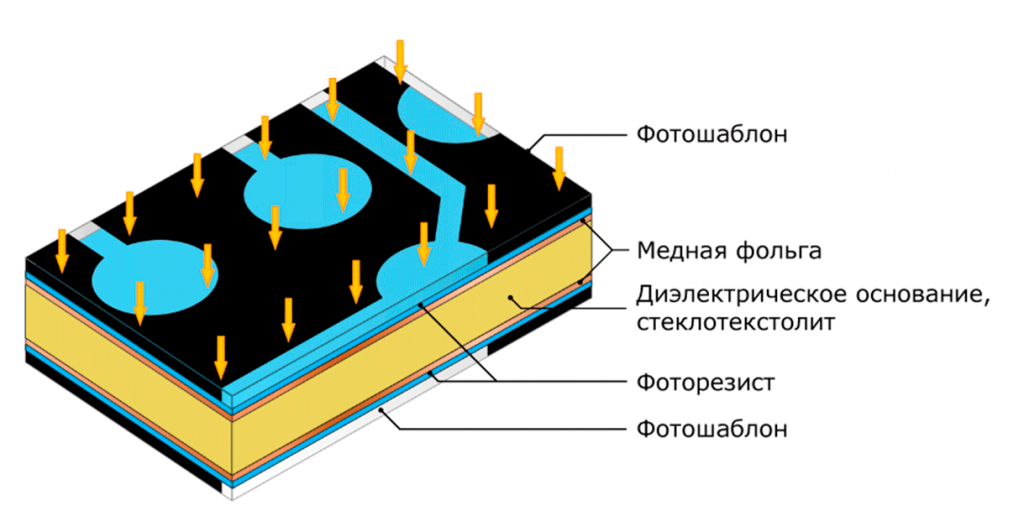 Фотошаблон
Медная фольга
Диэлектрическое основание,
стеклотекстолит
Фоторезист
Фотошаблон